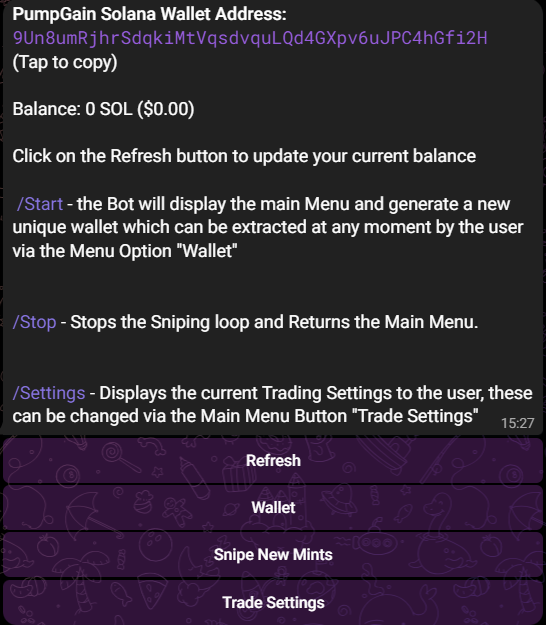 PumpGain Solana Wallet Address:
9Un8umRjhrSdqkiMtVqsdvquLQd4GXpv6uJPC4hGfi2H
(Tap to copy)
Balance: 0 SOL ($0.00)
Click on the Refresh button to update your current balance
/Start - the Bot will display the main Menu and generate a new
unique wallet which can be extracted at any moment by the user
via the Menu Option "Wallet"
/Stop - Stops the Sniping loop and Returns the Main Menu.
/Settings - Displays the current Trading Settings to the user, these
can be changed via the Main Menu Button "Trade Settings"
15:27
Refresh
Wallet
Snipe New Mints
Trade Settings